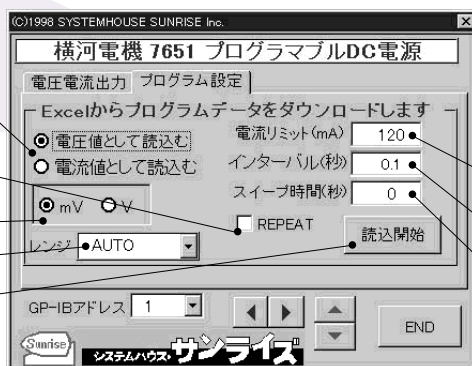 (C)1998 SYSTEMHOUSE SUNRISE Inc.
横河電機 7651 プログラマブルDC電源
電圧電流出力 プログラム設定
Excelからプログラムデータをダウンロードします
電圧値として読込む
電流値として読込む
電流リミット(mA) 120
インターバル(秒) 0.1
スイープ時間(秒) 0
mV V
REPEAT
読込開始
レンジ AUTO
GP-IBアドレス 1
END
Sunrise
システムハウス・サンライズ